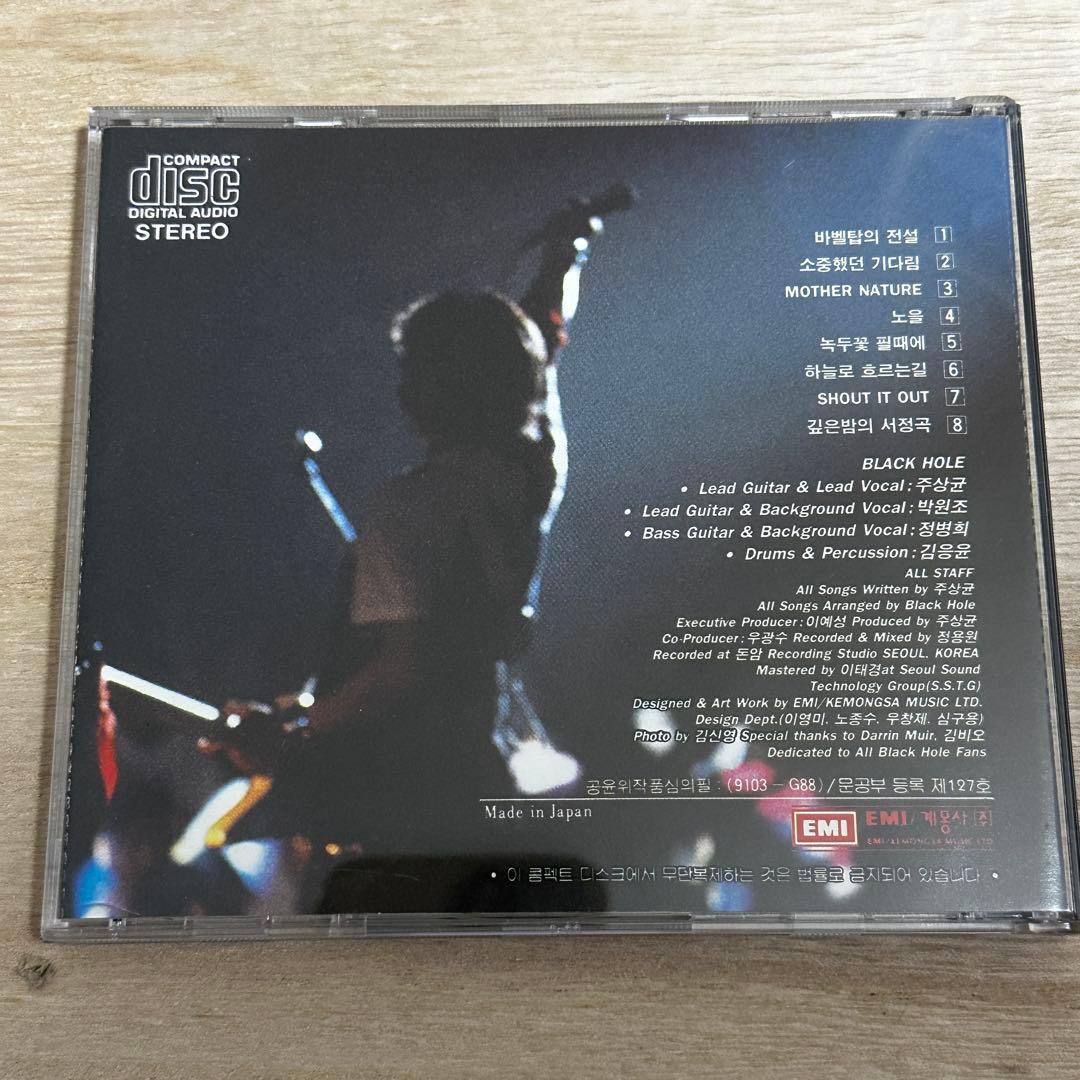 COMPACT
disc
DIGITAL AUDIO
STEREO
바벨탑의 전설 1
소중했던 기다림 2
MOTHER NATURE 3
노을 4
녹두꽃 필때에 5
하늘로 흐르는길 6
SHOUT IT OUT 7
깊은밤의 서정곡 8
BLACK HOLE
• Lead Guitar & Lead Vocal : 주상균
• Lead Guitar & Background Vocal : 박원조
• Bass Guitar & Background Vocal : 정병희
• Drums & Percussion : 김응윤
ALL STAFF
All Songs Written by 주상균
All Songs Arranged by Black Hole
Executive Producer : 이예성 Produced by 주상균
Co-Producer : 우광수 Recorded & Mixed by 정용원
Recorded at 돈암 Recording Studio SEOUL. KOREA
Mastered by 이태경at Seoul Sound
Technology Group(S.S.T.G)
Designed & Art Work by EMI/KEMONGSA MUSIC LTD.
Design Dept.(이영미, 노종수, 우창제, 심구용)
Photo by 김신영 Special thanks to Darrin Muir, 김비오
Dedicated to All Black Hole Fans
공윤위작품심의필 : (9103 - G88) / 문공부 등록 제127호
Made in Japan
EMI EMI/계몽사 (주)
EMI/KEMONGSA MUSIC LTD
• 이 콤팩트 디스크에서 무단복제하는 것은 법률로 금지되어 있습니다 •